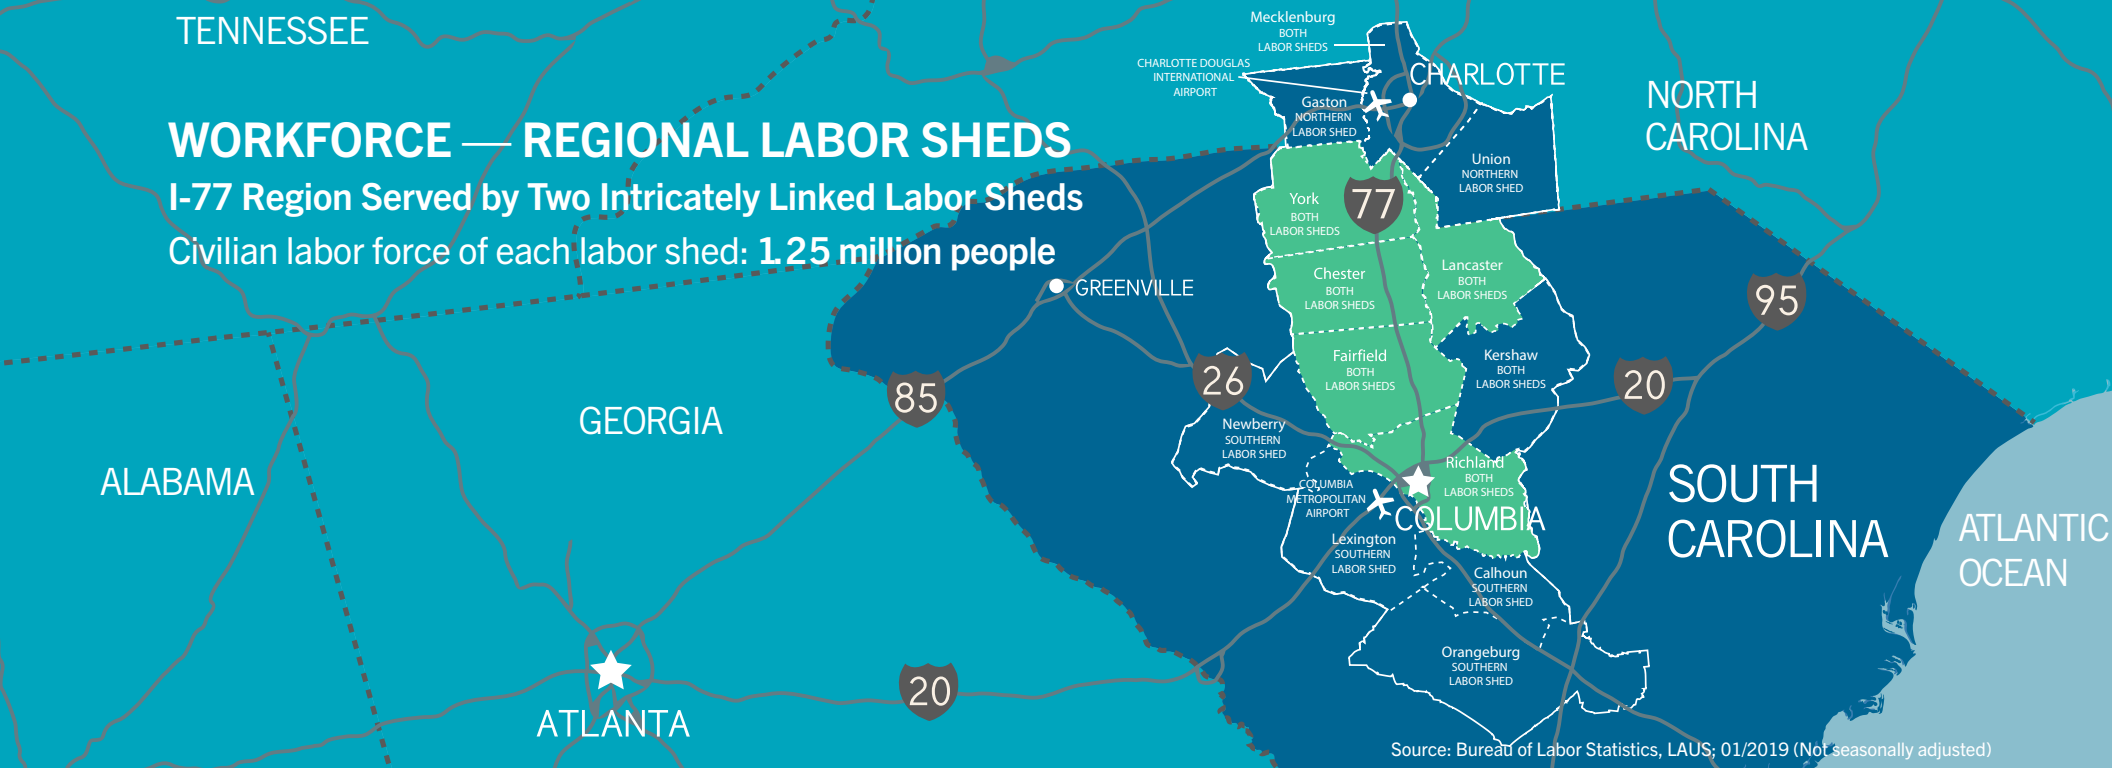 TENNESSEE
WORKFORCE — REGIONAL LABOR SHEDS
I-77 Region Served by Two Intricately Linked Labor Sheds
Civilian labor force of each labor shed: 1.25 million people
Mecklenburg
BOTH
LABOR SHEDS
CHARLOTTE DOUGLAS
INTERNATIONAL
AIRPORT
CHARLOTTE
NORTH
CAROLINA
Gaston
NORTHERN
LABOR SHED
Union
NORTHERN
LABOR SHED
York
BOTH
LABOR SHEDS
77
Chester
BOTH
LABOR SHEDS
Lancaster
BOTH
LABOR SHEDS
GREENVILLE
95
Fairfield
BOTH
LABOR SHEDS
Kershaw
BOTH
LABOR SHEDS
85
26
20
GEORGIA
ALABAMA
Newberry
SOUTHERN
LABOR SHED
Richland
BOTH
LABOR SHEDS
COLUMBIA
METROPOLITAN
AIRPORT
COLUMBIA
SOUTH
CAROLINA
ATLANTIC
OCEAN
Lexington
SOUTHERN
LABOR SHED
Calhoun
SOUTHERN
LABOR SHED
Orangeburg
SOUTHERN
LABOR SHED
20
ATLANTA
Source: Bureau of Labor Statistics, LAUS; 01/2019 (Not seasonally adjusted)